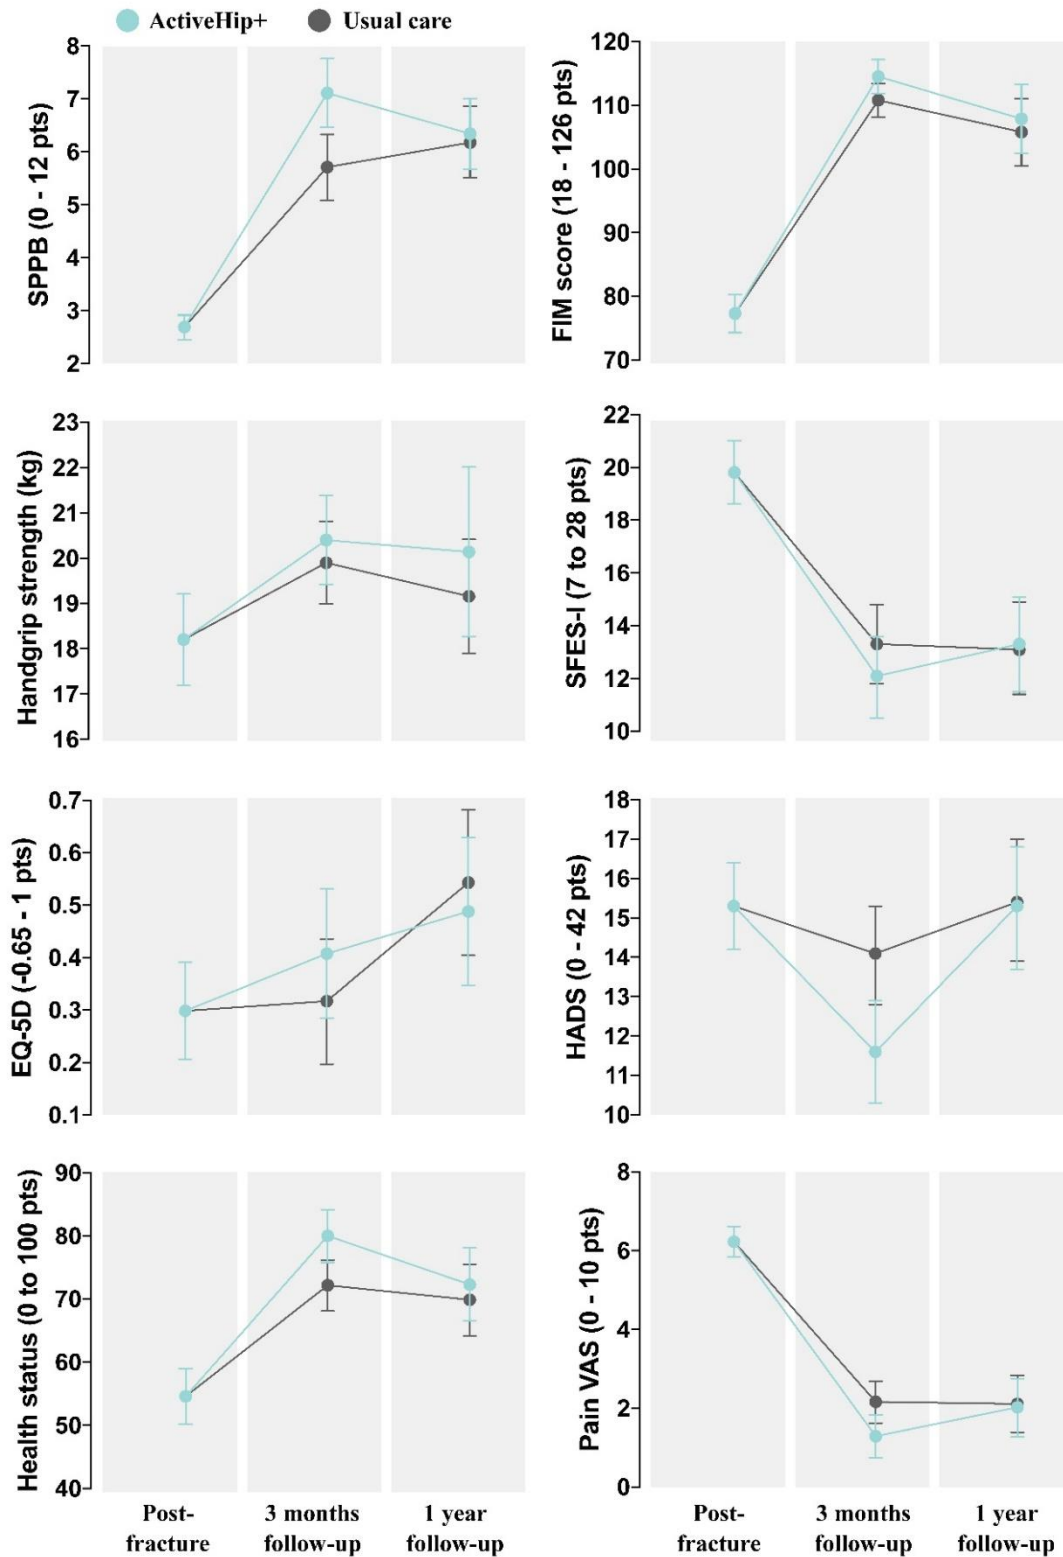 ActiveHip+ Usual care
SPPB (0 - 12 pts)
8
7
6
5
4
3
2
FIM score (18 - 126 pts)
120
110
100
90
80
70
Handgrip strength (kg)
23
22
21
20
19
18
17
16
SFES-I (7 to 28 pts)
22
20
18
16
14
12
10
EQ-5D (-0.65 - 1 pts)
0.7
0.6
0.5
0.4
0.3
0.2
0.1
HADS (0 - 42 pts)
18
17
16
15
14
13
12
11
10
Health status (0 to 100 pts)
90
80
70
60
50
40
Pain VAS (0 - 10 pts)
8
6
4
2
0
Post-
fracture
3 months
follow-up
1 year
follow-up
Post-
fracture
3 months
follow-up
1 year
follow-up